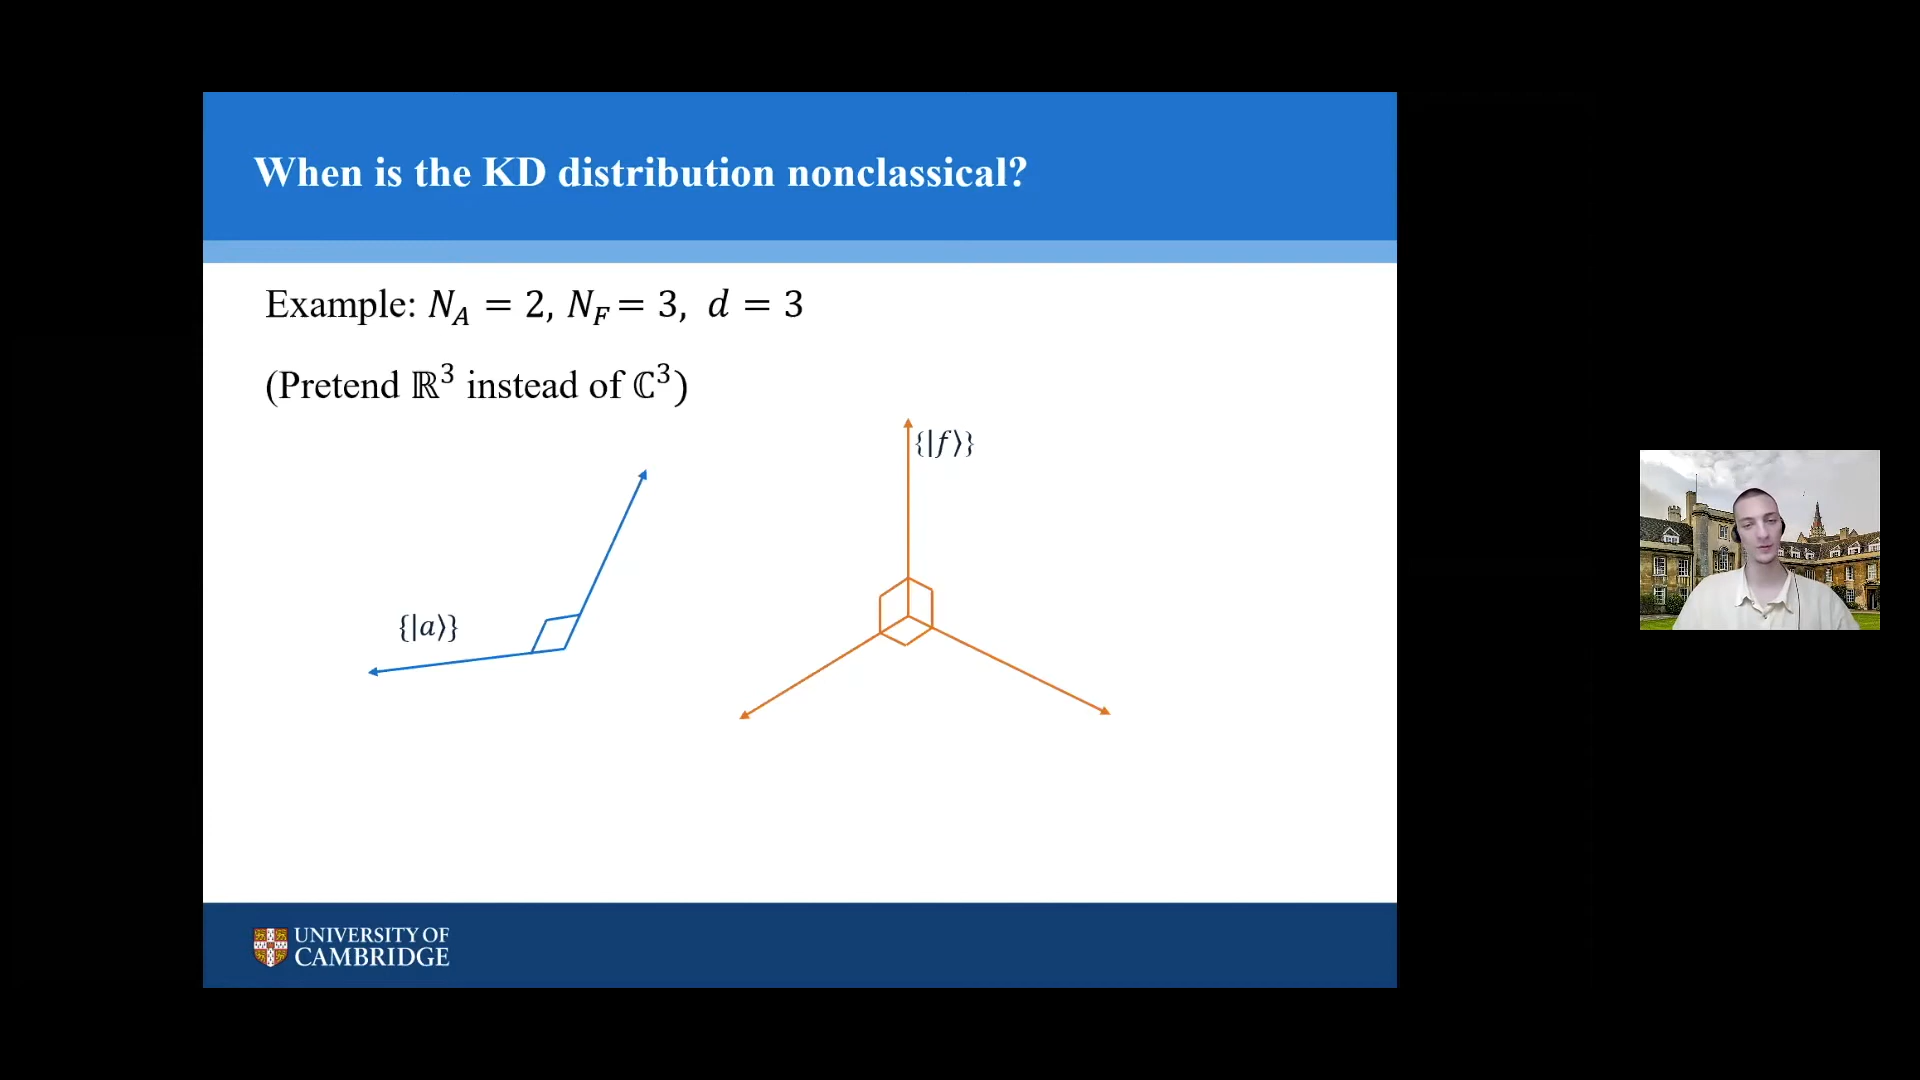 When is the KD distribution nonclassical?
Example: 𝑁_𝐴 = 2, 𝑁_𝐹 = 3, 𝑑 = 3
(Pretend ℝ³ instead of ℂ³)
{|𝑓⟩}
{|𝑎⟩}
UNIVERSITY OF
CAMBRIDGE